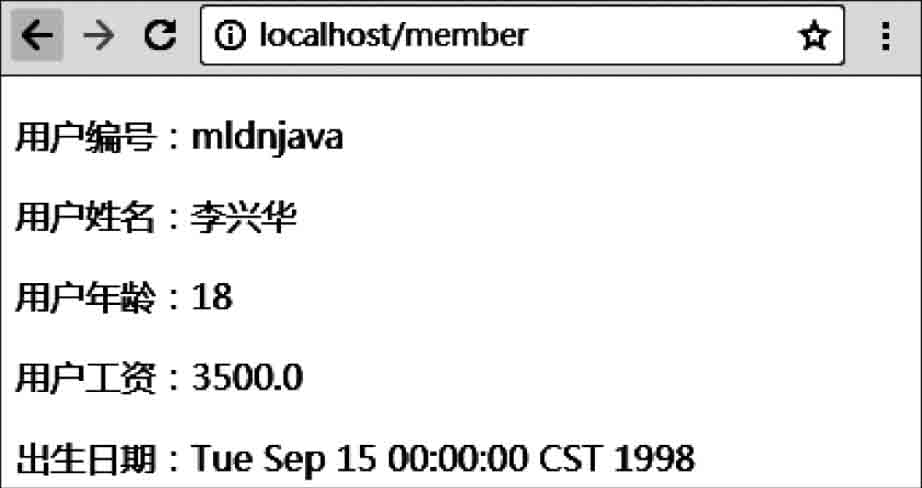 localhost/member
用户编号：mldnjava
用户姓名：李兴华
用户年龄：18
用户工资：3500.0
出生日期：Tue Sep 15 00:00:00 CST 1998